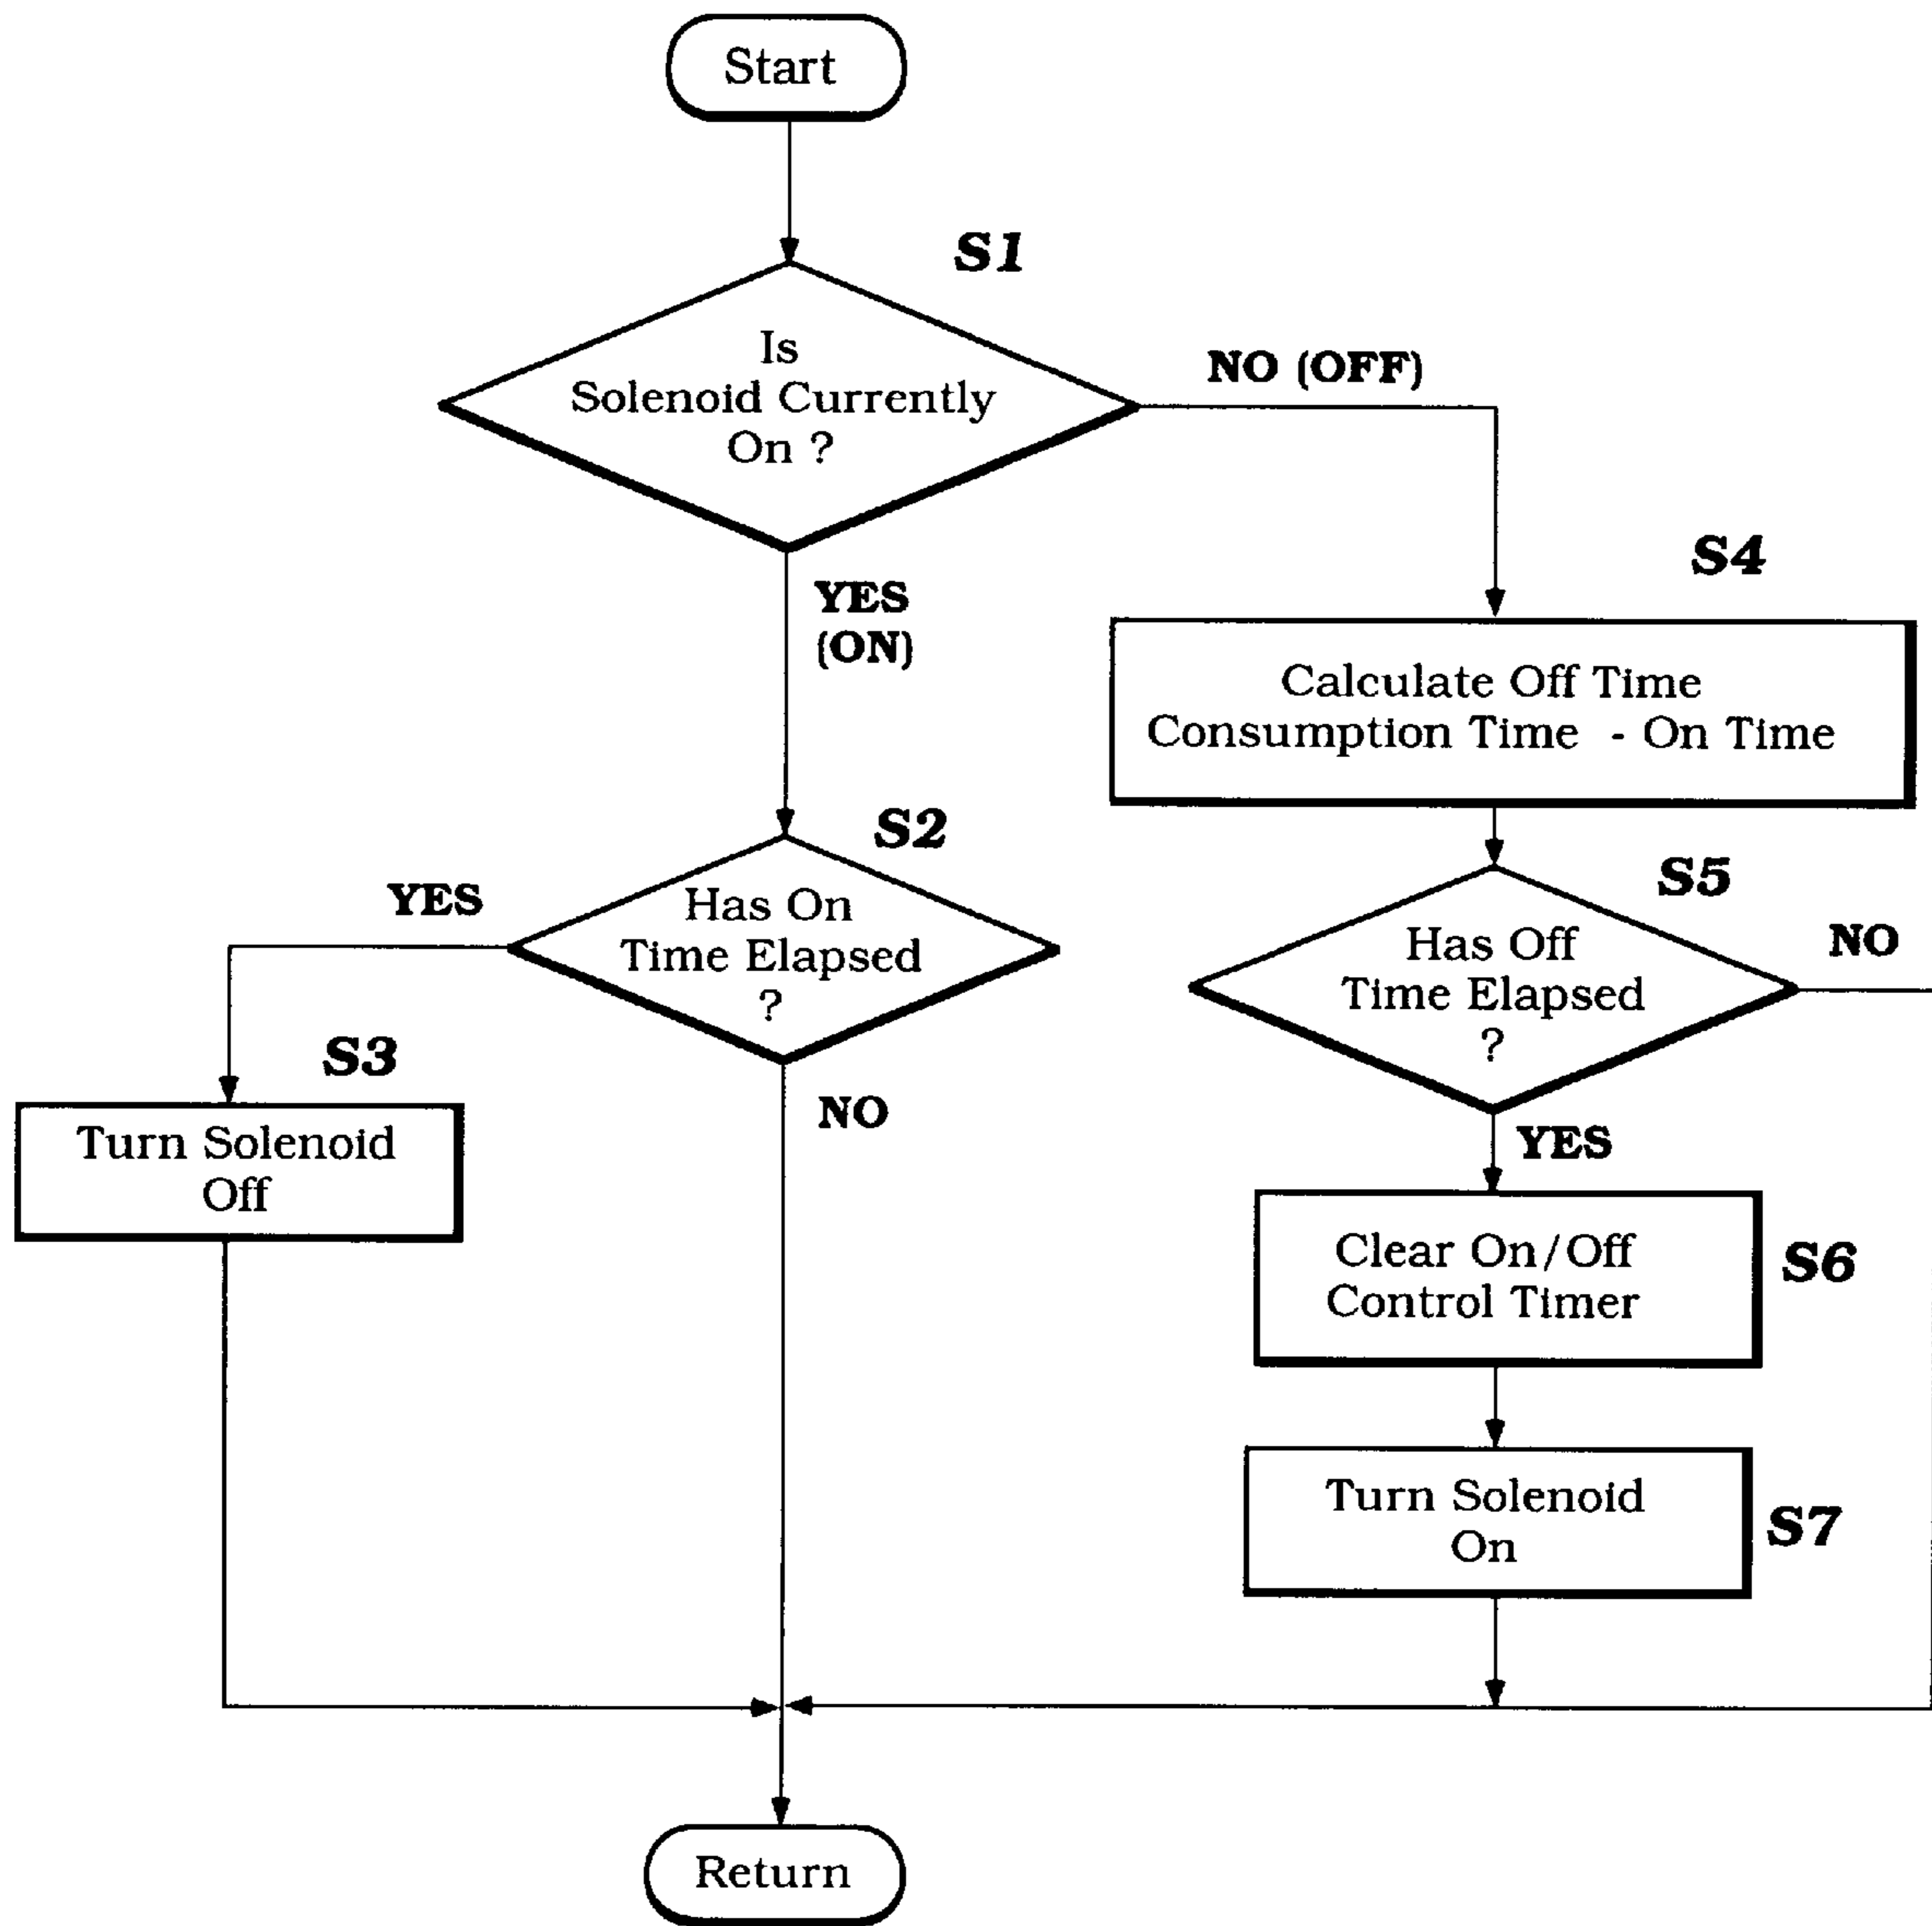 Start
S1
Is
Solenoid Currently
On ?
NO (OFF)
YES
(ON)
S4
Calculate Off Time
Consumption Time - On Time
S2
Has On
Time Elapsed
?
YES
NO
S3
Turn Solenoid
Off
S5
Has Off
Time Elapsed
?
NO
YES
Clear On/Off
Control Timer
S6
Turn Solenoid
On
S7
Return